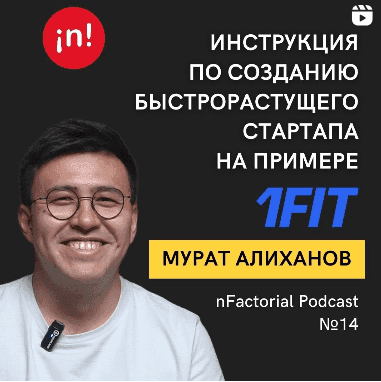 ¡n!
ИНСТРУКЦИЯ
ПО СОЗДАНИЮ
БЫСТРОРАСТУЩЕГО
СТАРТАПА
НА ПРИМЕРЕ
1FIT
МУРАТ АЛИХАНОВ
nFactorial Podcast
№14